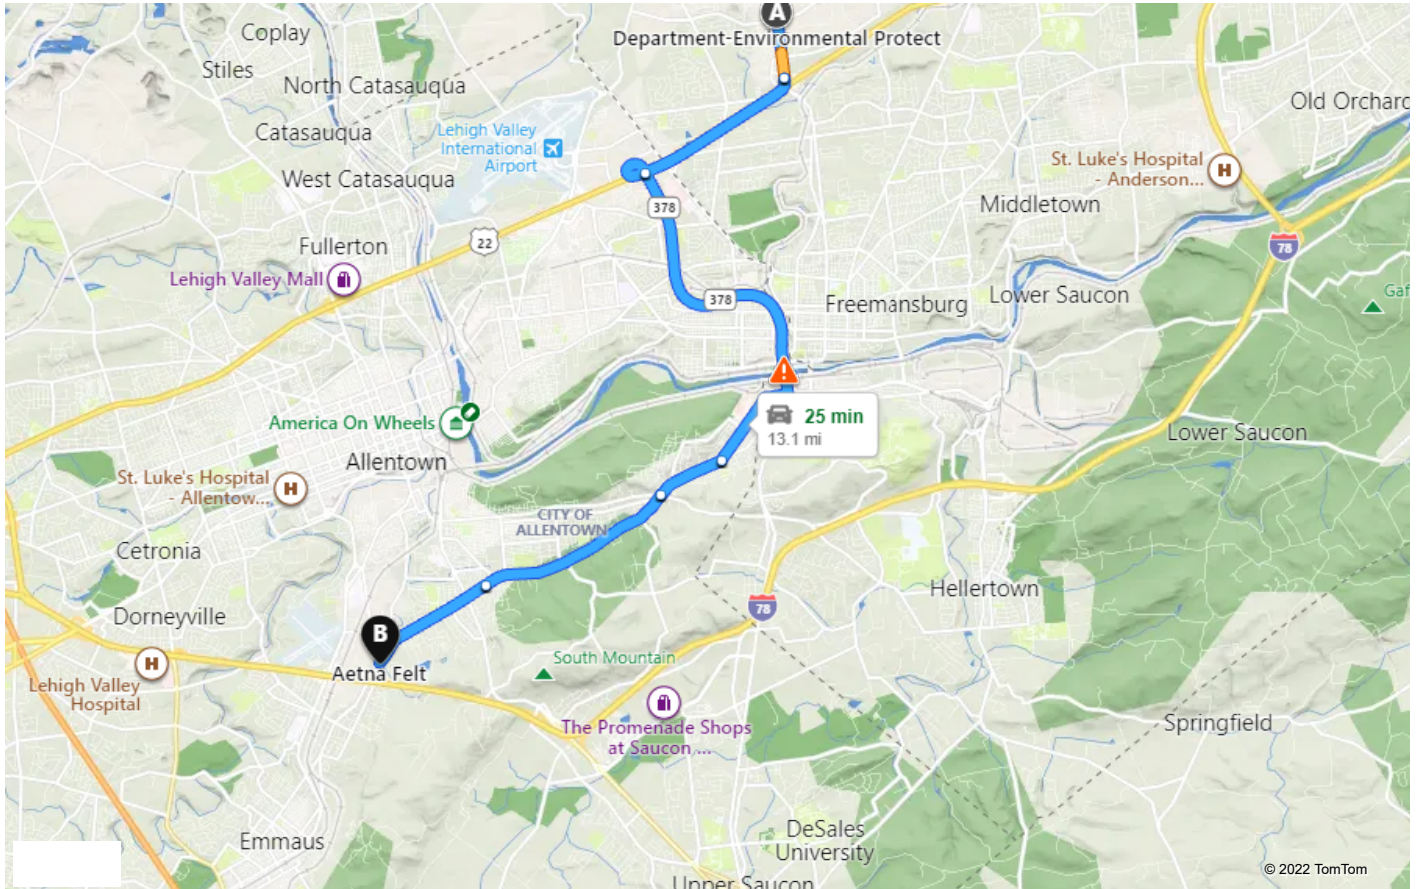 A
Department-Environmental Protect
Coplay
Stiles
North Catasauqua
Old Orchard
Catasauqua
Lehigh Valley
International
Airport
St. Luke's Hospital
- Anderson...
West Catasauqua
H
Middletown
378
Fullerton
22
78
Lehigh Valley Mall
378
Freemansburg
Lower Saucon
Gaf
25 min
13.1 mi
America On Wheels
Lower Saucon
Allentown
St. Luke's Hospital
- Allentow...
H
CITY OF
ALLENTOWN
Cetronia
Hellertown
Dorneyville
78
B
H
South Mountain
Aetna Felt
Lehigh Valley
Hospital
The Promenade Shops
at Saucon ...
Springfield
Emmaus
DeSales
University
© 2022 TomTom
Upper Saucon